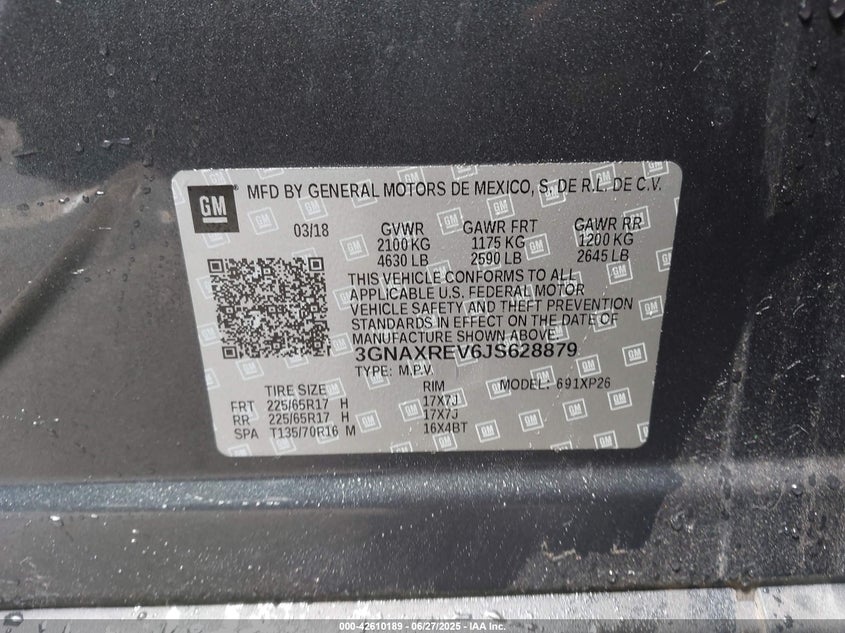 GM MFD BY GENERAL MOTORS DE MEXICO, S. DE R.L. DE C.V.
03/18 GVWR GAWR FRT GAWR RR
2100 KG 1175 KG 1200 KG
4630 LB 2590 LB 2645 LB
THIS VEHICLE CONFORMS TO ALL
APPLICABLE U.S. FEDERAL MOTOR
VEHICLE SAFETY AND THEFT PREVENTION
STANDARDS IN EFFECT ON THE DATE OF
MANUFACTURE SHOWN ABOVE.
3GNAXREV6JS628879
TYPE: M.P.V. MODEL: 691XP26
TIRE SIZE RIM
FRT 225/65R17 H 17X7J
RR 225/65R17 H 17X7J
SPA T135/70R16 M 16X4BT
000-42610189 - 06/27/2025 - IAA Inc.